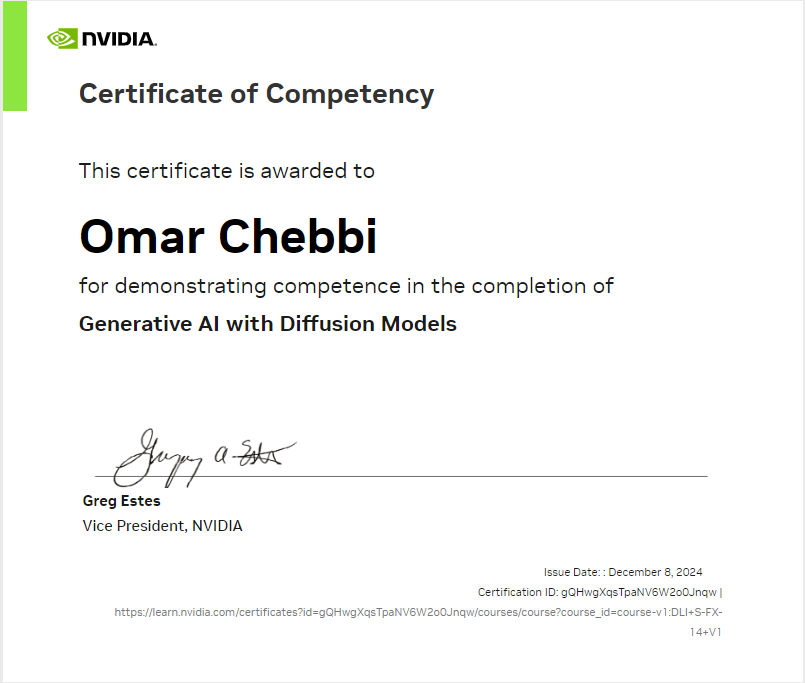 NVIDIA.
Certificate of Competency
This certificate is awarded to
Omar Chebbi
for demonstrating competence in the completion of
Generative AI with Diffusion Models
Greg Estes
Vice President, NVIDIA
Issue Date: : December 8, 2024
Certification ID: gQHwgXqsTpaNV6W2o0Jnqw |
https://learn.nvidia.com/certificates?id=gQHwgXqsTpaNV6W2o0Jnqw/courses/course?course_id=course-v1:DLI+S-FX-
14+V1